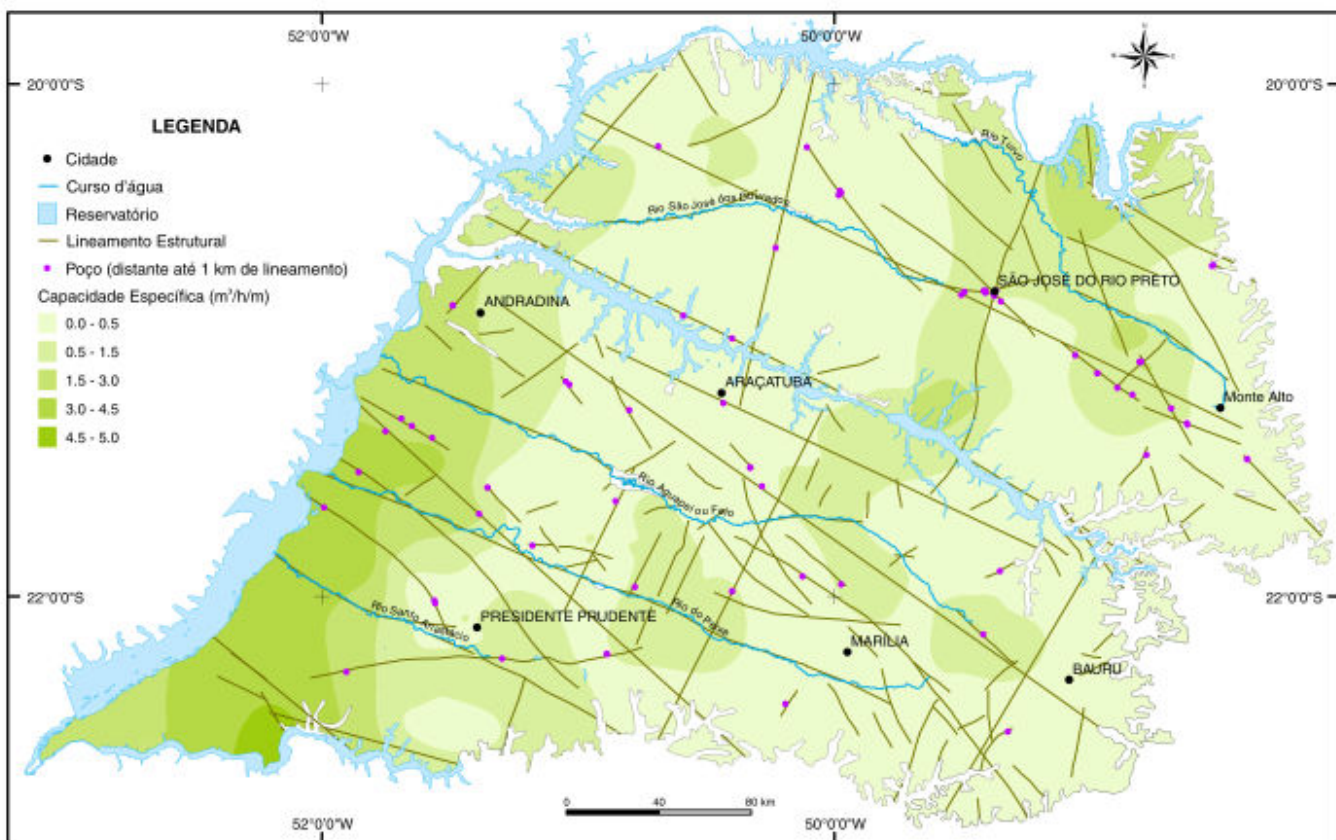 52°0'0"W
50°0'0"W
20°0'0"S
20°0'0"S
LEGENDA
Cidade
Curso d'água
Reservatório
Lineamento Estrutural
Poço (distante até 1 km de lineamento)
Capacidade Específica (m³/h/m)
0.0 - 0.5
0.5 - 1.5
1.5 - 3.0
3.0 - 4.5
4.5 - 5.0
Rio Turvo
Rio São José dos Dourados
SÃO JOSÉ DO RIO PRETO
ANDRADINA
ARAÇATUBA
Monte Alto
Rio Aguapeí ou Feio
22°0'0"S
22°0'0"S
Rio Santo Anastácio
PRESIDENTE PRUDENTE
Rio do Peixe
MARÍLIA
BAURU
0 40 80 km
52°0'0"W
50°0'0"W